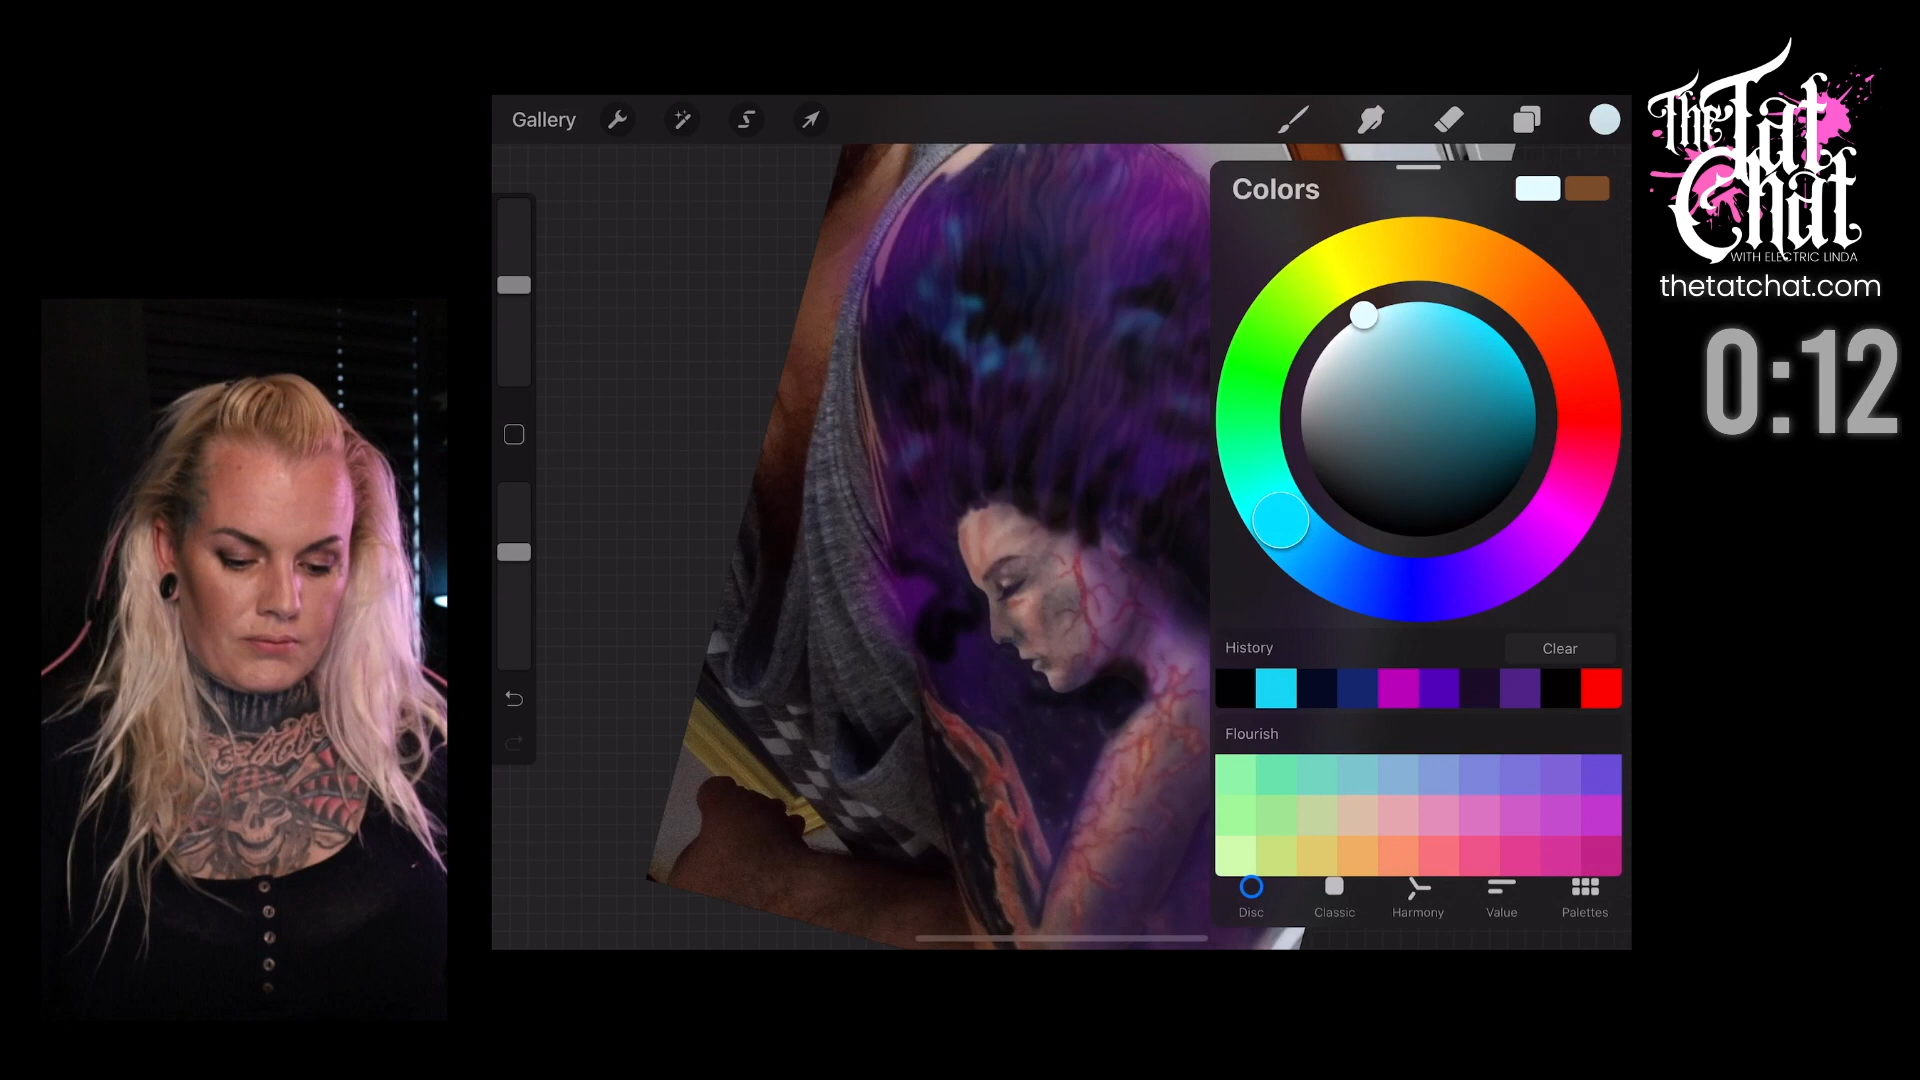 Gallery
The Tat
Chat
WITH ELECTRIC LINDA
thetatchat.com
0:12
Colors
History
Clear
Flourish
Disc
Classic
Harmony
Value
Palettes